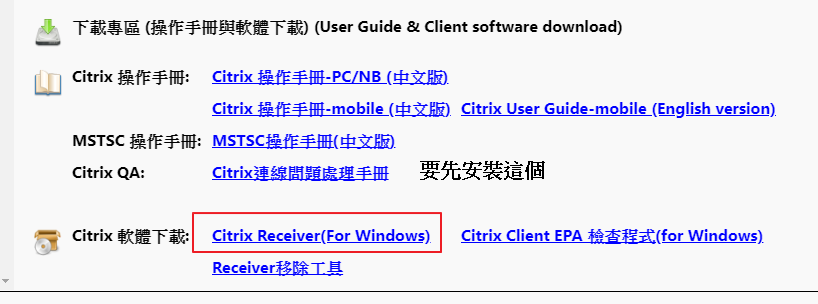 下載專區 (操作手冊與軟體下載) (User Guide & Client software download)
Citrix 操作手冊: Citrix 操作手冊-PC/NB (中文版)
Citrix 操作手冊-mobile (中文版) Citrix User Guide-mobile (English version)
MSTSC 操作手冊: MSTSC操作手冊(中文版)
Citrix QA: Citrix連線問題處理手冊 要先安裝這個
Citrix 軟體下載: Citrix Receiver(For Windows) Citrix Client EPA 檢查程式(for Windows)
Receiver移除工具